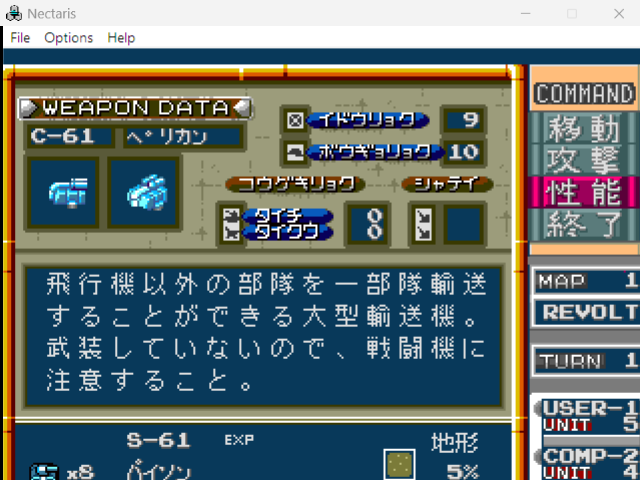 Nectaris
File Options Help
WEAPON DATA
C-61 ペリカン
イドウリョク 9
ボウギョリョク 10
コウゲキリョク シャテイ
タイチ 0
タイクウ 0
飛行機以外の部隊を一部隊輸送
することができる大型輸送機。
武装していないので、戦闘機に
注意すること。
S-61 EXP 地形
x8 バイソン 5%
COMMAND
移動
攻撃
性能
終了
MAP 1
REVOLT
TURN 1
USER-1
UNIT 5
COMP-2
UNIT 4